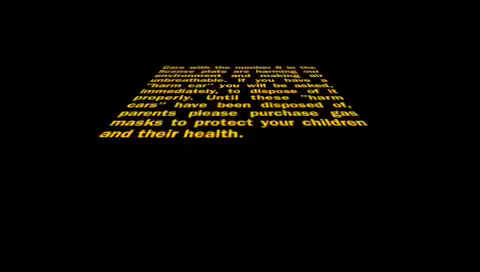 Cars with the number 6 in the
license plate are harming our
environment and making air
unbreathable. If you have a
"harm car" you will be asked,
immediately, to dispose of it
properly. Until these "harm
cars" have been disposed of,
parents please purchase gas
masks to protect your children
and their health.